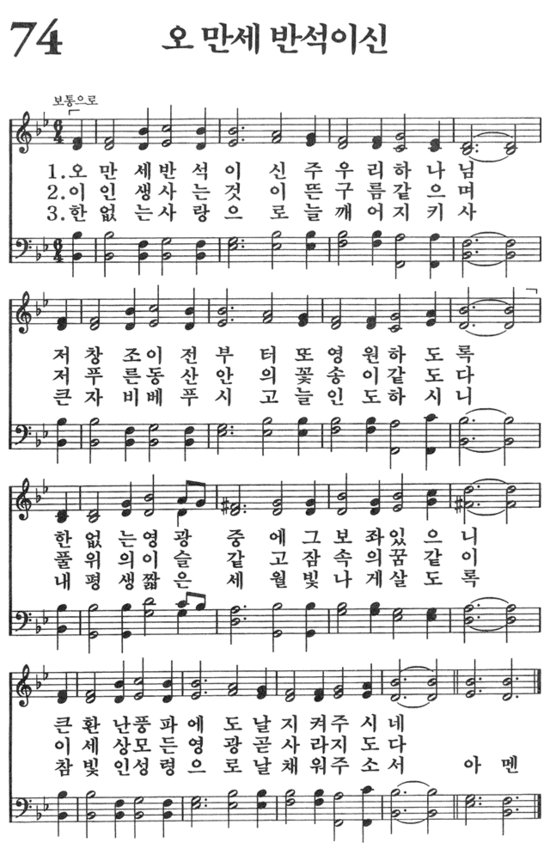 74 오 만세 반석이신
보통으로
6/4
1.오 만 세반 석 이 신 주 우 리하 나 님
2.이 인 생사 는것 이 뜬 구 름같 으 며
3.한 없 는사 랑 으 로 늘 깨 어지 키 사
저 창 조이 전 부 터 또 영 원하 도 록
저 푸 른동 산 안 의 꽃 송 이같 도 다
큰 자 비베 푸 시 고 늘 인 도하 시 니
한 없 는영 광 중 에 그 보 좌있 으 니
풀 위 의이 슬 같 고 잠 속 의꿈 같 이
내 평 생짧 은 세 월 빛 나 게살 도 록
큰 환 난풍 파 에 도 날 지 켜주 시 네
이 세 상모 든 영 광 곧 사 라지 도 다
참 빛 인성 령 으 로 날 채 워주 소 서 아 멘